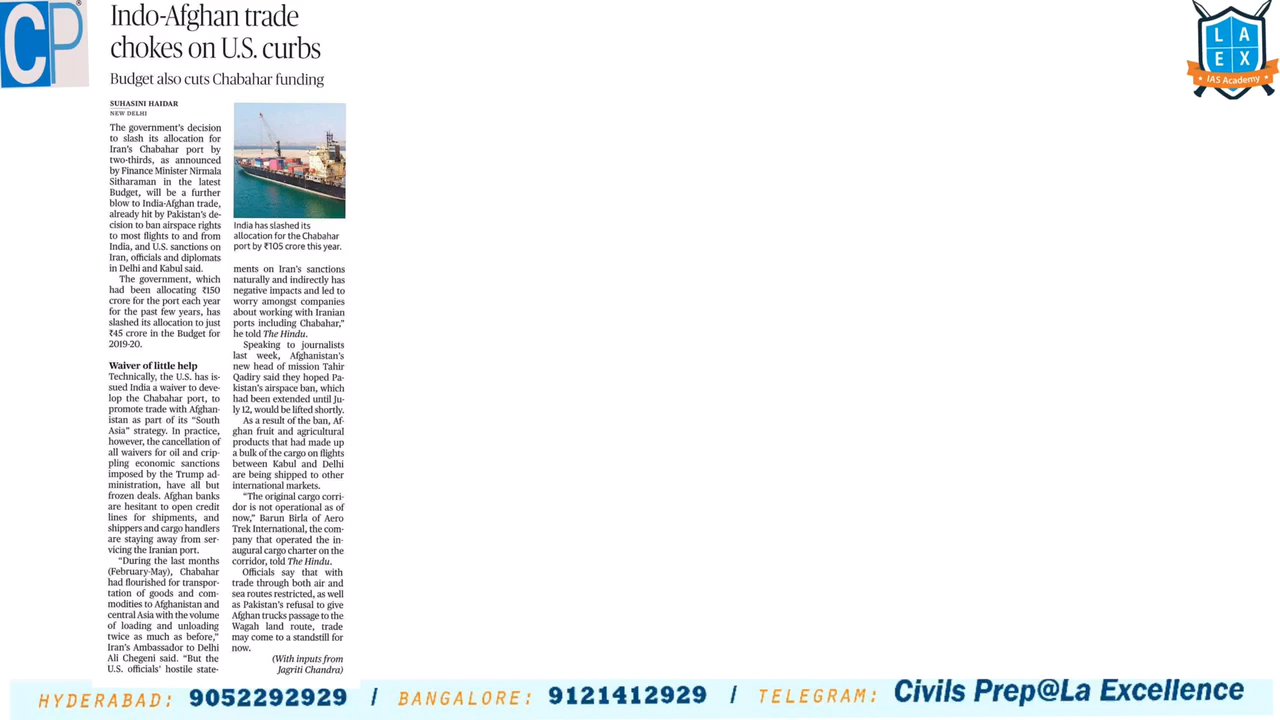 CP®
Indo-Afghan trade
chokes on U.S. curbs
Budget also cuts Chabahar funding
SUHASINI HAIDAR
NEW DELHI
The government's decision
to slash its allocation for
Iran's Chabahar port by
two-thirds, as announced
by Finance Minister Nirmala
Sitharaman in the latest
Budget, will be a further
blow to India-Afghan trade,
already hit by Pakistan's de-
cision to ban airspace rights
to most flights to and from
India, and U.S. sanctions on
Iran, officials and diplomats
in Delhi and Kabul said.
The government, which
had been allocating ₹150
crore for the port each year
for the past few years, has
slashed its allocation to just
₹45 crore in the Budget for
2019-20.
Waiver of little help
Technically, the U.S. has is-
sued India a waiver to deve-
lop the Chabahar port, to
promote trade with Afghan-
istan as part of its "South
Asia" strategy. In practice,
however, the cancellation of
all waivers for oil and crip-
pling economic sanctions
imposed by the Trump ad-
ministration, have all but
frozen deals. Afghan banks
are hesitant to open credit
lines for shipments, and
shippers and cargo handlers
are staying away from ser-
vicing the Iranian port.
"During the last months
(February-May), Chabahar
had flourished for transpor-
tation of goods and com-
modities to Afghanistan and
central Asia with the volume
of loading and unloading
twice as much as before,"
Iran's Ambassador to Delhi
Ali Chegeni said. "But the
U.S. officials' hostile state-
India has slashed its
allocation for the Chabahar
port by ₹105 crore this year.
ments on Iran's sanctions
naturally and indirectly has
negative impacts and led to
worry amongst companies
about working with Iranian
ports including Chabahar,"
he told The Hindu.
Speaking to journalists
last week, Afghanistan's
new head of mission Tahir
Qadiry said they hoped Pa-
kistan's airspace ban, which
had been extended until Ju-
ly 12, would be lifted shortly.
As a result of the ban, Af-
ghan fruit and agricultural
products that had made up
a bulk of the cargo on flights
between Kabul and Delhi
are being shipped to other
international markets.
"The original cargo corri-
dor is not operational as of
now," Barun Birla of Aero
Trek International, the com-
pany that operated the in-
augural cargo charter on the
corridor, told The Hindu.
Officials say that with
trade through both air and
sea routes restricted, as well
as Pakistan's refusal to give
Afghan trucks passage to the
Wagah land route, trade
may come to a standstill for
now.
(With inputs from
Jagriti Chandra)
LA
EX
IAS Academy
HYDERABAD: 9052292929 / BANGALORE: 9121412929 / TELEGRAM: Civils Prep@La Excellence